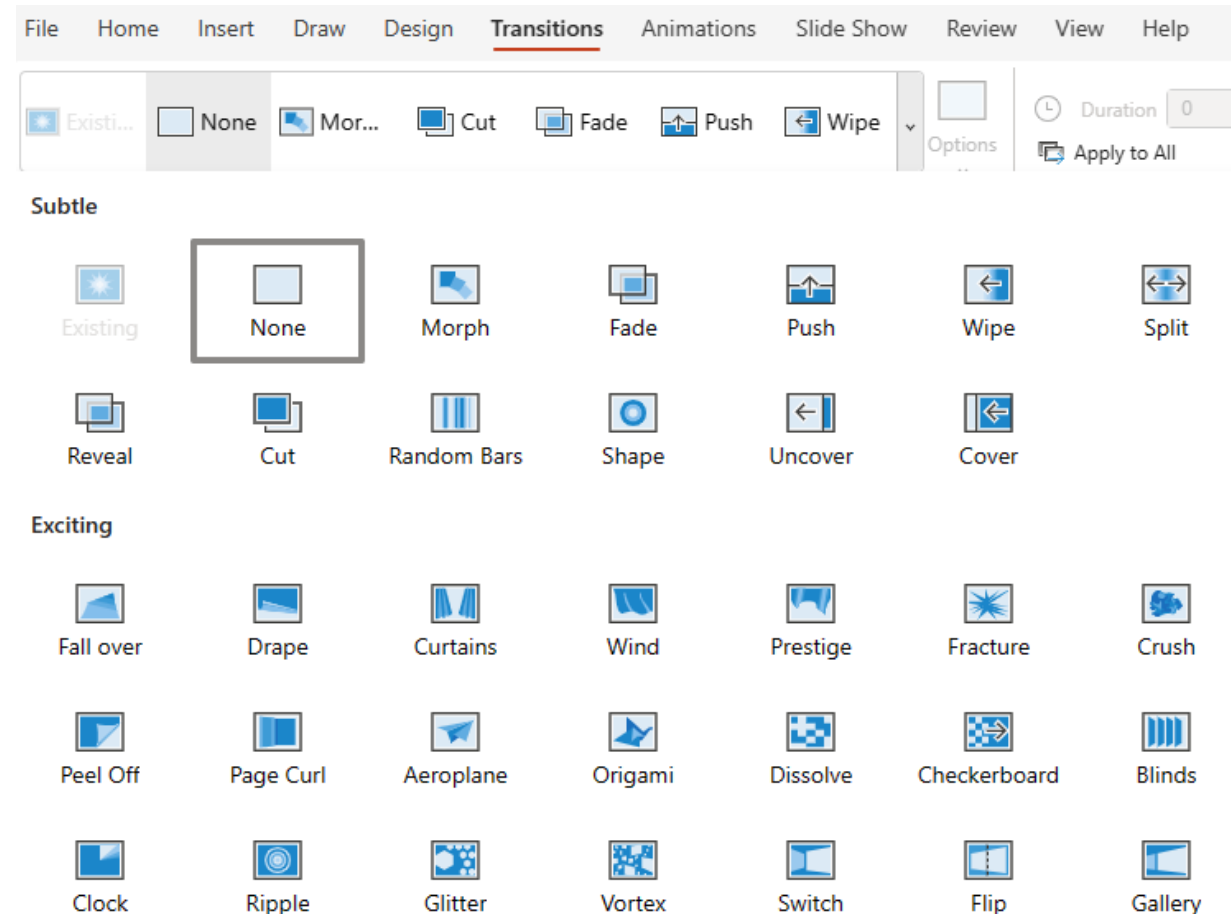 File Home Insert Draw Design Transitions Animations Slide Show Review View Help
Existi... None Mor... Cut Fade Push Wipe Options Duration 0
Apply to All
Subtle
Existing None Morph Fade Push Wipe Split
Reveal Cut Random Bars Shape Uncover Cover
Exciting
Fall over Drape Curtains Wind Prestige Fracture Crush
Peel Off Page Curl Aeroplane Origami Dissolve Checkerboard Blinds
Clock Ripple Glitter Vortex Switch Flip Gallery